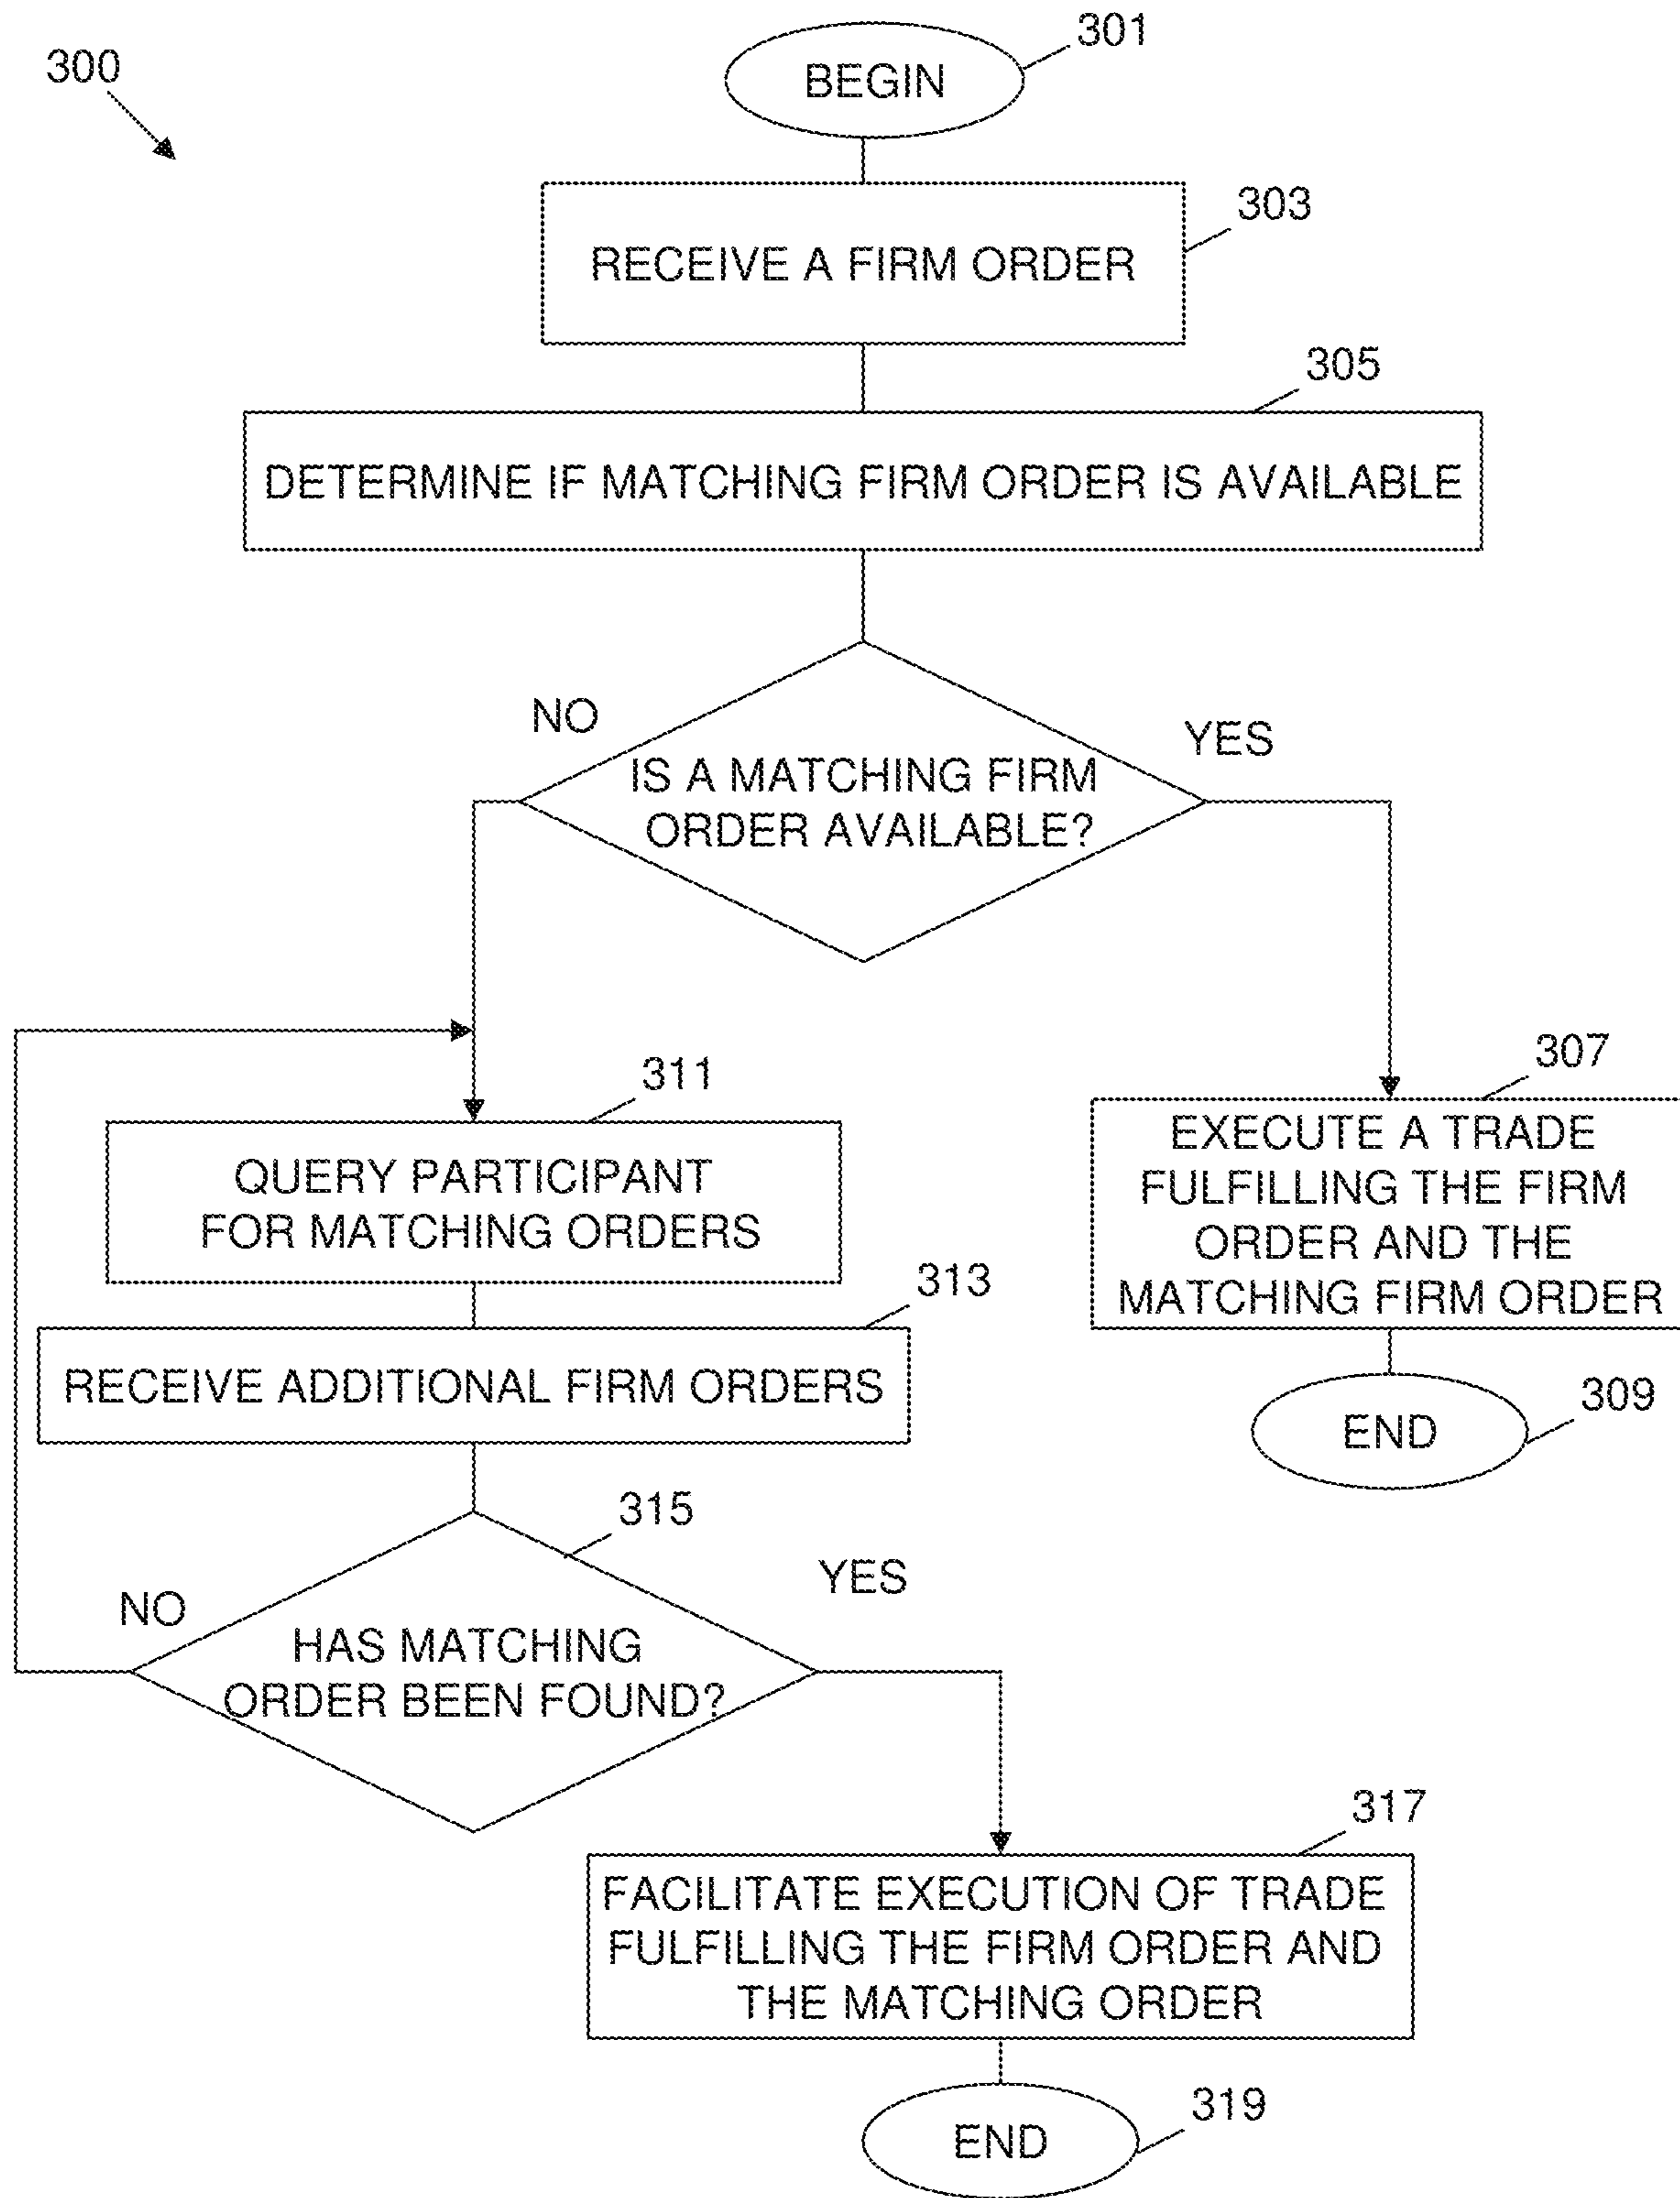 300
301
BEGIN
303
RECEIVE A FIRM ORDER
305
DETERMINE IF MATCHING FIRM ORDER IS AVAILABLE
NO
YES
IS A MATCHING FIRM
ORDER AVAILABLE?
311
QUERY PARTICIPANT
FOR MATCHING ORDERS
307
EXECUTE A TRADE
FULFILLING THE FIRM
ORDER AND THE
MATCHING FIRM ORDER
313
RECEIVE ADDITIONAL FIRM ORDERS
309
END
315
NO
YES
HAS MATCHING
ORDER BEEN FOUND?
317
FACILITATE EXECUTION OF TRADE
FULFILLING THE FIRM ORDER AND
THE MATCHING ORDER
319
END